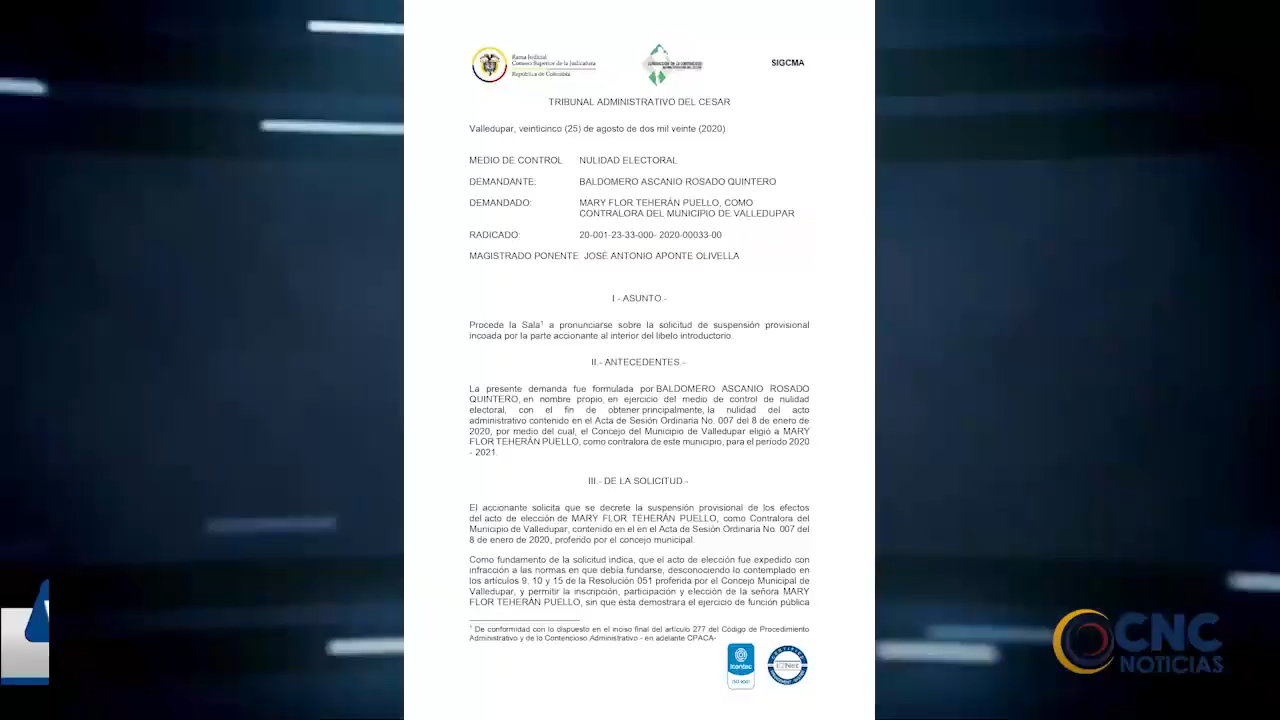 Rama Judicial
Consejo Superior de la Judicatura
República de Colombia
SIGCMA
TRIBUNAL ADMINISTRATIVO DEL CESAR
Valledupar, veinticinco (25) de agosto de dos mil veinte (2020)
MEDIO DE CONTROL NULIDAD ELECTORAL
DEMANDANTE: BALDOMERO ASCANIO ROSADO QUINTERO
DEMANDADO: MARY FLOR TEHERÁN PUELLO, COMO
CONTRALORA DEL MUNICIPIO DE VALLEDUPAR
RADICADO: 20-001-23-33-000- 2020-00033-00
MAGISTRADO PONENTE JOSÉ ANTONIO APONTE OLIVELLA
I.- ASUNTO.-
Procede la Sala¹ a pronunciarse sobre la solicitud de suspensión provisional
incoada por la parte accionante al interior del líbelo introductorio.
II.- ANTECEDENTES.-
La presente demanda fue formulada por BALDOMERO ASCANIO ROSADO
QUINTERO, en nombre propio, en ejercicio del medio de control de nulidad
electoral, con el fin de obtener principalmente, la nulidad del acto
administrativo contenido en el Acta de Sesión Ordinaria No. 007 del 8 de enero de
2020, por medio del cual, el Concejo del Municipio de Valledupar eligió a MARY
FLOR TEHERÁN PUELLO, como contralora de este municipio, para el período 2020
- 2021.
III.- DE LA SOLICITUD.-
El accionante solicita que se decrete la suspensión provisional de los efectos
del acto de elección de MARY FLOR TEHERÁN PUELLO, como Contralora del
Municipio de Valledupar, contenido en el en el Acta de Sesión Ordinaria No. 007 del
8 de enero de 2020, proferido por el concejo municipal.
Como fundamento de la solicitud indica, que el acto de elección fue expedido con
infracción a las normas en que debía fundarse, desconociendo lo contemplado en
los artículos 9, 10 y 15 de la Resolución 051 proferida por el Concejo Municipal de
Valledupar, y permitir la inscripción, participación y elección de la señora MARY
FLOR TEHERÁN PUELLO, sin que ésta demostrara el ejercicio de función pública
¹ De conformidad con lo dispuesto en el inciso final del artículo 277 del Código de Procedimiento
Administrativo y de lo Contencioso Administrativo - en adelante CPACA-
icontec
ISO 9001
IQNet
CNC
NOTICIAS